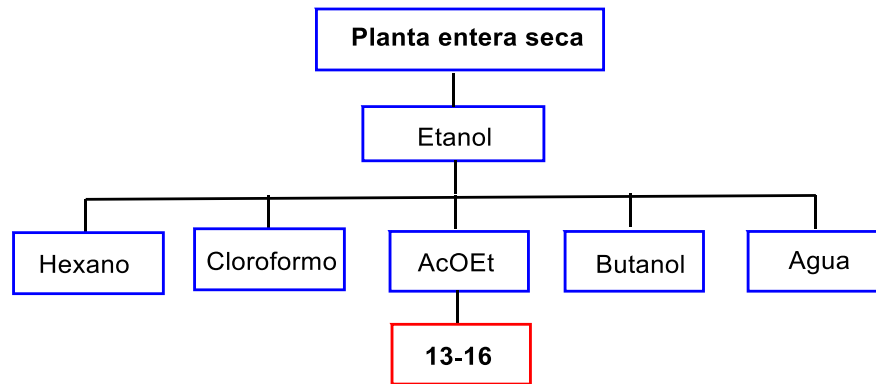 Planta entera seca
Etanol
Hexano
Cloroformo
AcOEt
Butanol
Agua
13-16